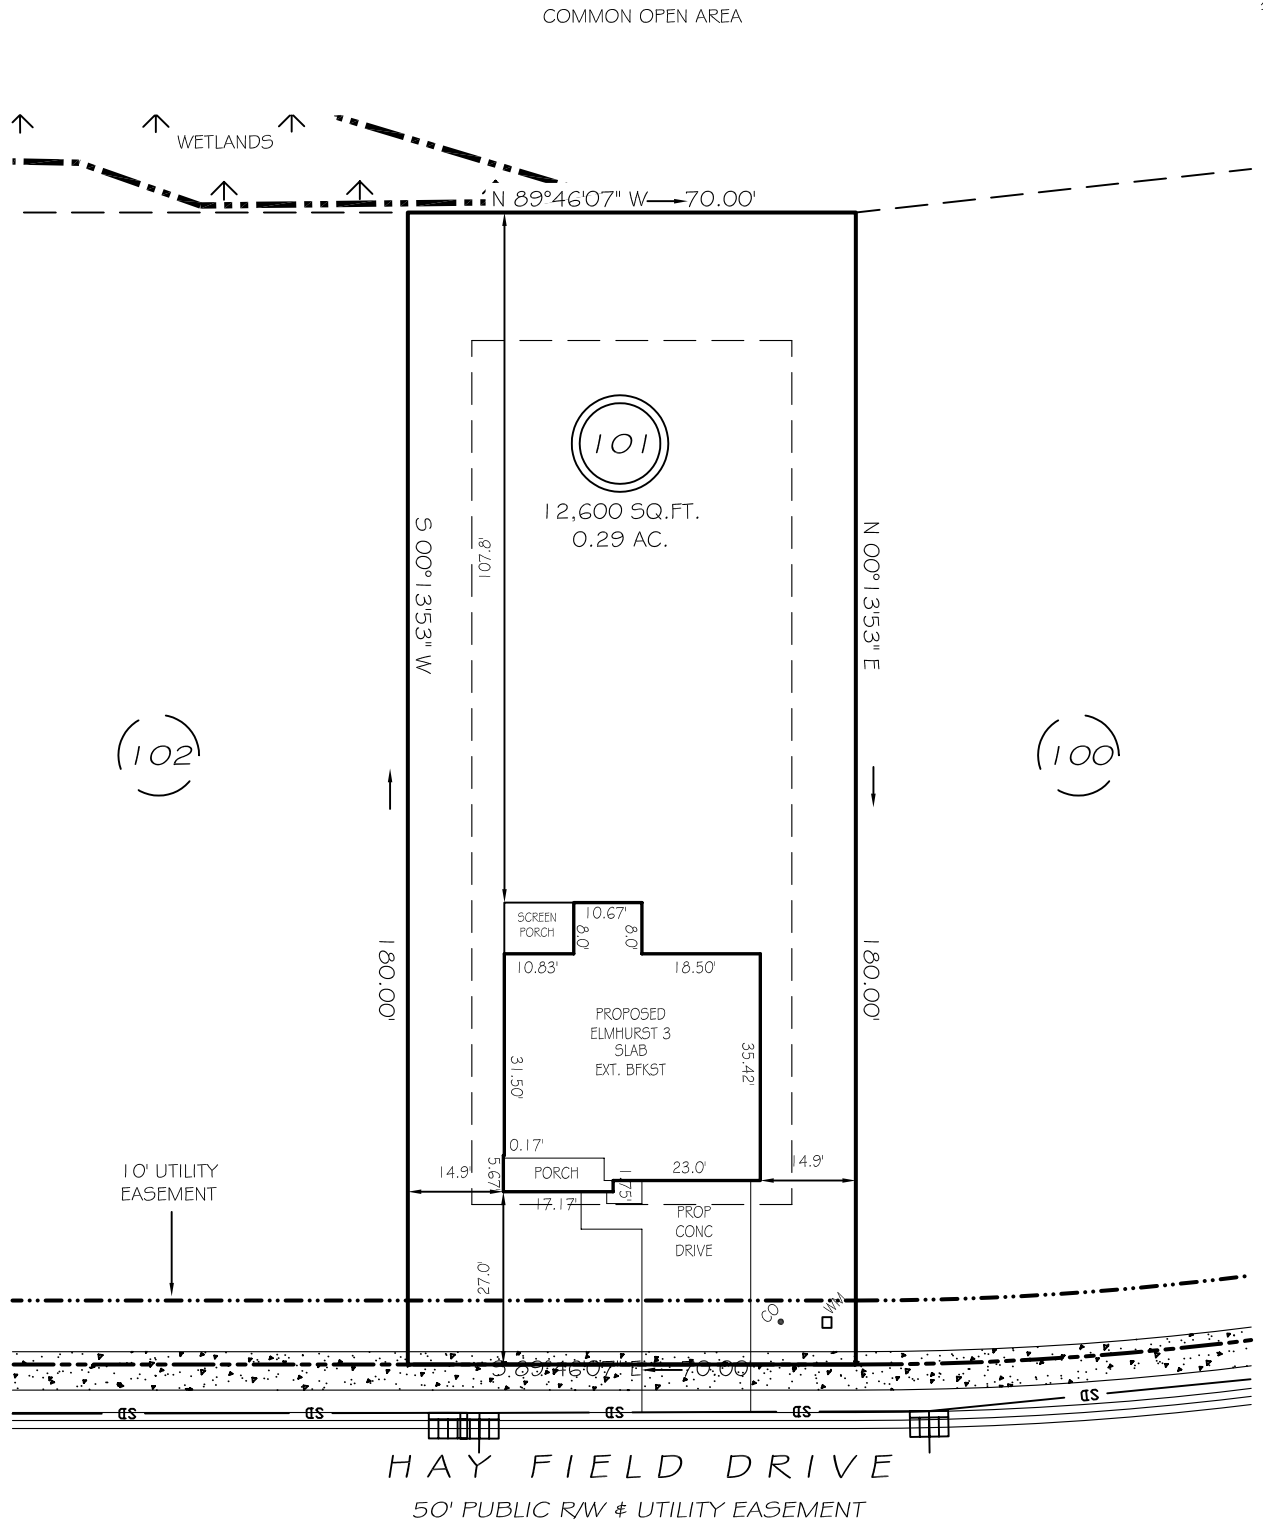 COMMON OPEN AREA
WETLANDS
N 89°46'07" W 70.00'
101
12,600 SQ.FT.
0.29 AC.
S 00°13'53" W
107.8'
N 00°13'53" E
102
100
180.00'
180.00'
SCREEN
PORCH
10.67'
8.0'
8.0'
10.83'
18.50'
PROPOSED
ELMHURST 3
SLAB
EXT. BFKST
31.50'
35.42'
0.17'
PORCH
5.67'
1.75'
23.0'
14.9'
14.9'
17.17'
10' UTILITY
EASEMENT
PROP
CONC
DRIVE
27.0'
CO
WM
S 89°46'07" E 70.00'
SD
SD
SD
SD
SD
HAY FIELD DRIVE
50' PUBLIC R/W & UTILITY EASEMENT